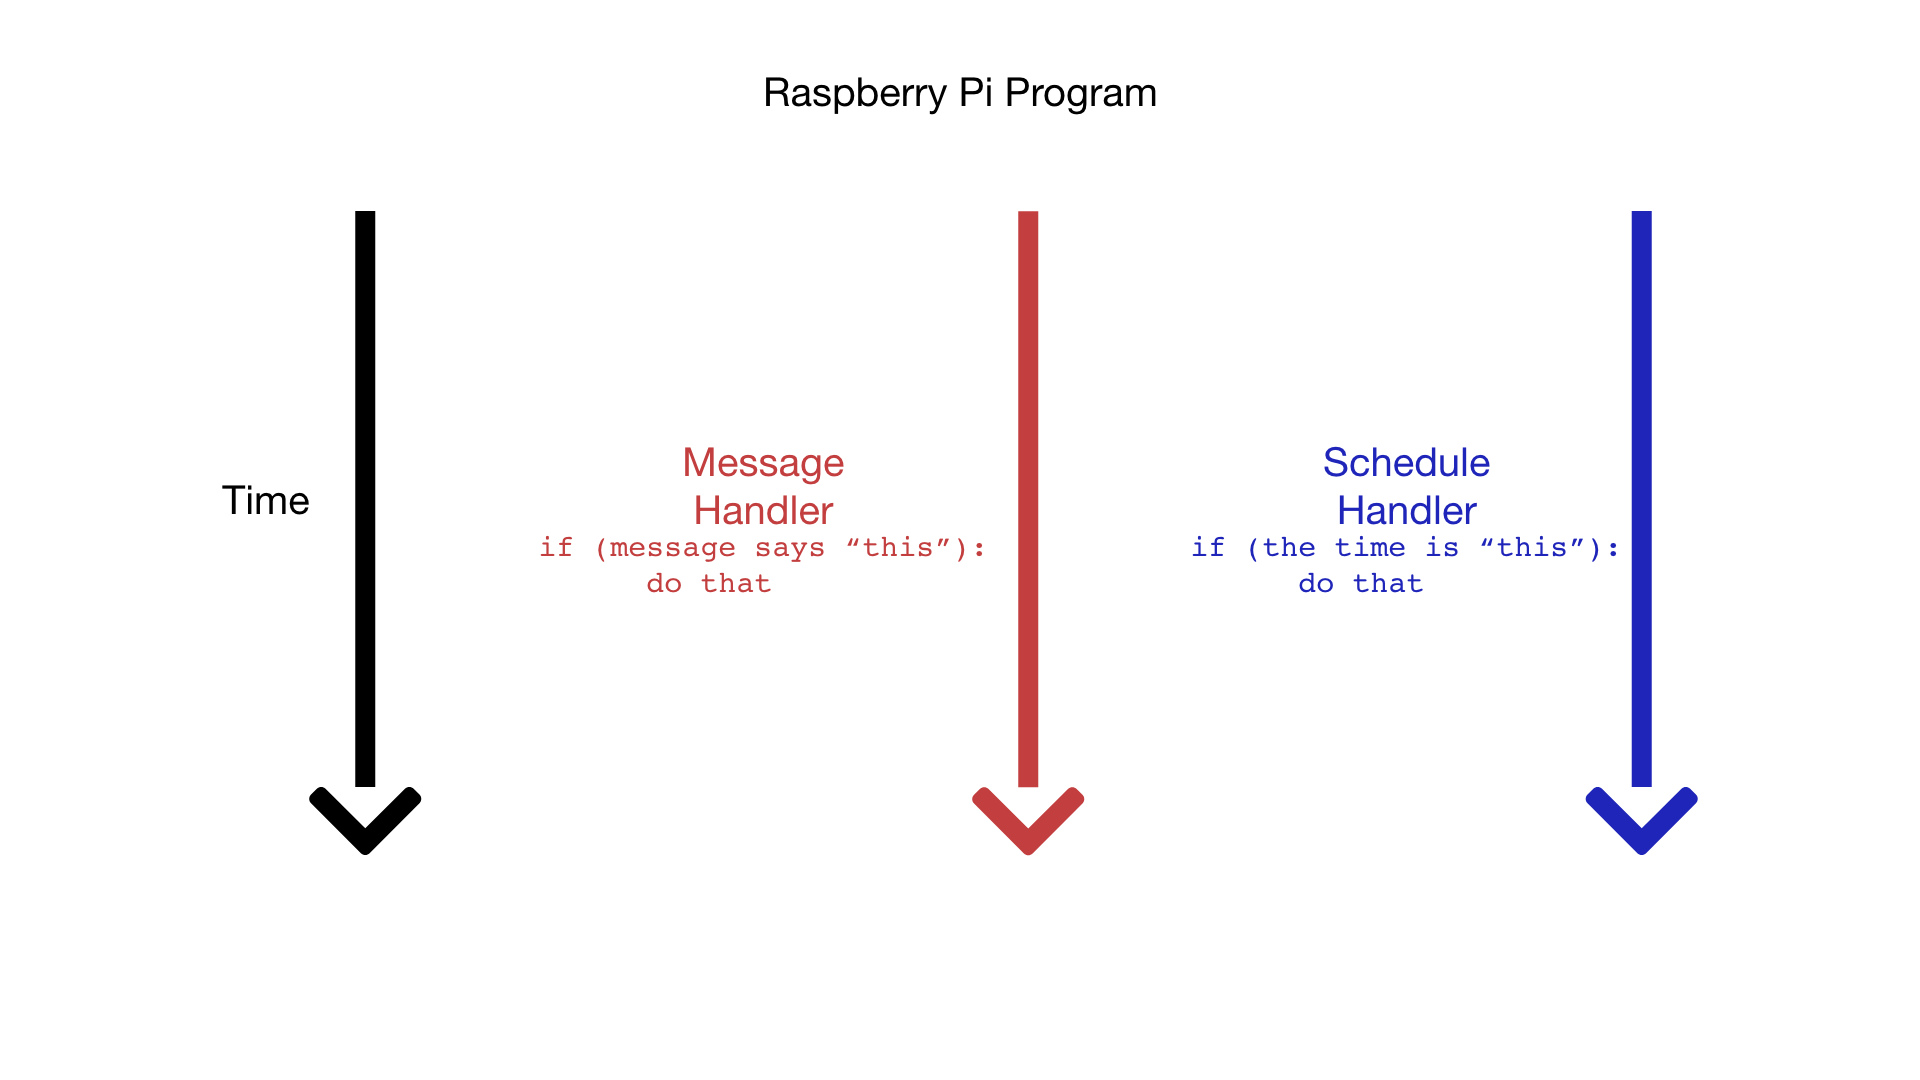 Raspberry Pi Program
Time
Message
Handler
if (message says “this”):
do that
Schedule
Handler
if (the time is “this”):
do that